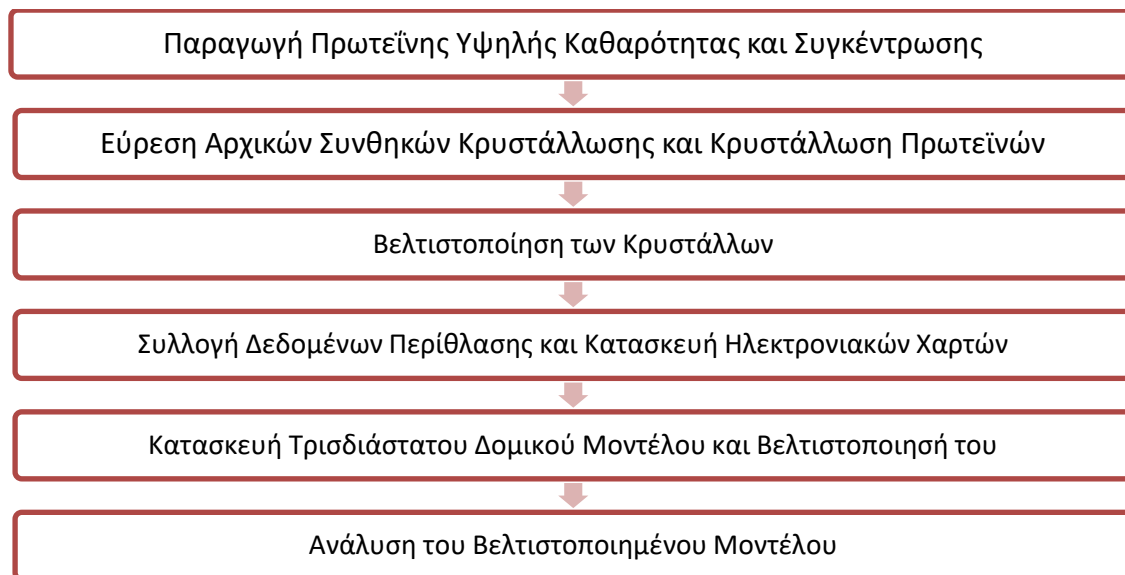 Παραγωγή Πρωτεΐνης Υψηλής Καθαρότητας και Συγκέντρωσης
Εύρεση Αρχικών Συνθηκών Κρυστάλλωσης και Κρυστάλλωση Πρωτεϊνών
Βελτιστοποίηση των Κρυστάλλων
Συλλογή Δεδομένων Περίθλασης και Κατασκευή Ηλεκτρονιακών Χαρτών
Κατασκευή Τρισδιάστατου Δομικού Μοντέλου και Βελτιστοποιησή του
Ανάλυση του Βελτιστοποιημένου Μοντέλου